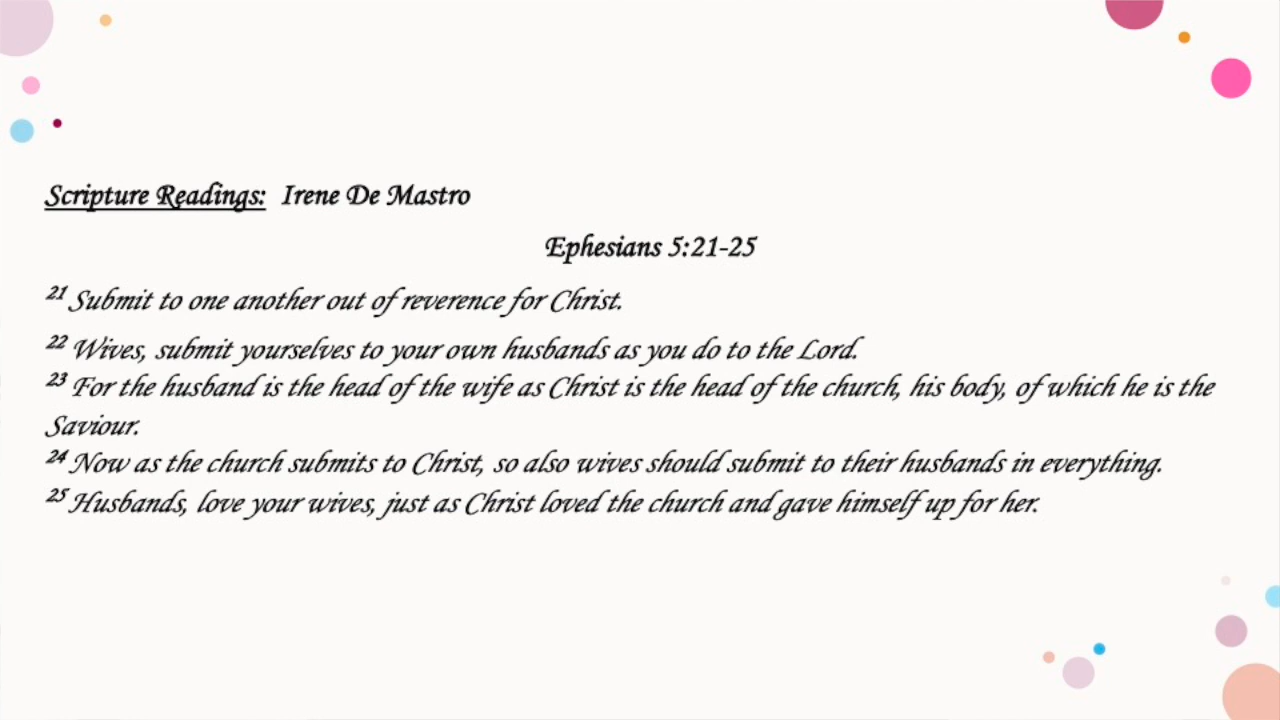 Scripture Readings: Irene De Mastro
Ephesians 5:21-25
21 Submit to one another out of reverence for Christ.
22 Wives, submit yourselves to your own husbands as you do to the Lord.
23 For the husband is the head of the wife as Christ is the head of the church, his body, of which he is the
Saviour.
24 Now as the church submits to Christ, so also wives should submit to their husbands in everything.
25 Husbands, love your wives, just as Christ loved the church and gave himself up for her.